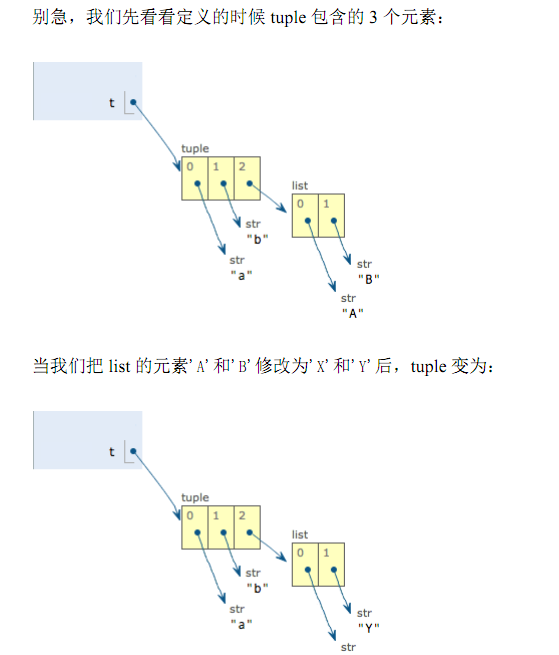 别急，我们先看看定义的时候 tuple 包含的 3 个元素：
t
tuple
0 1 2
list
0 1
str
"b"
str
"a"
str
"B"
str
"A"
当我们把 list 的元素'A'和'B'修改为'X'和'Y'后，tuple 变为：
t
tuple
0 1 2
list
0 1
str
"b"
str
"a"
str
"Y"
str